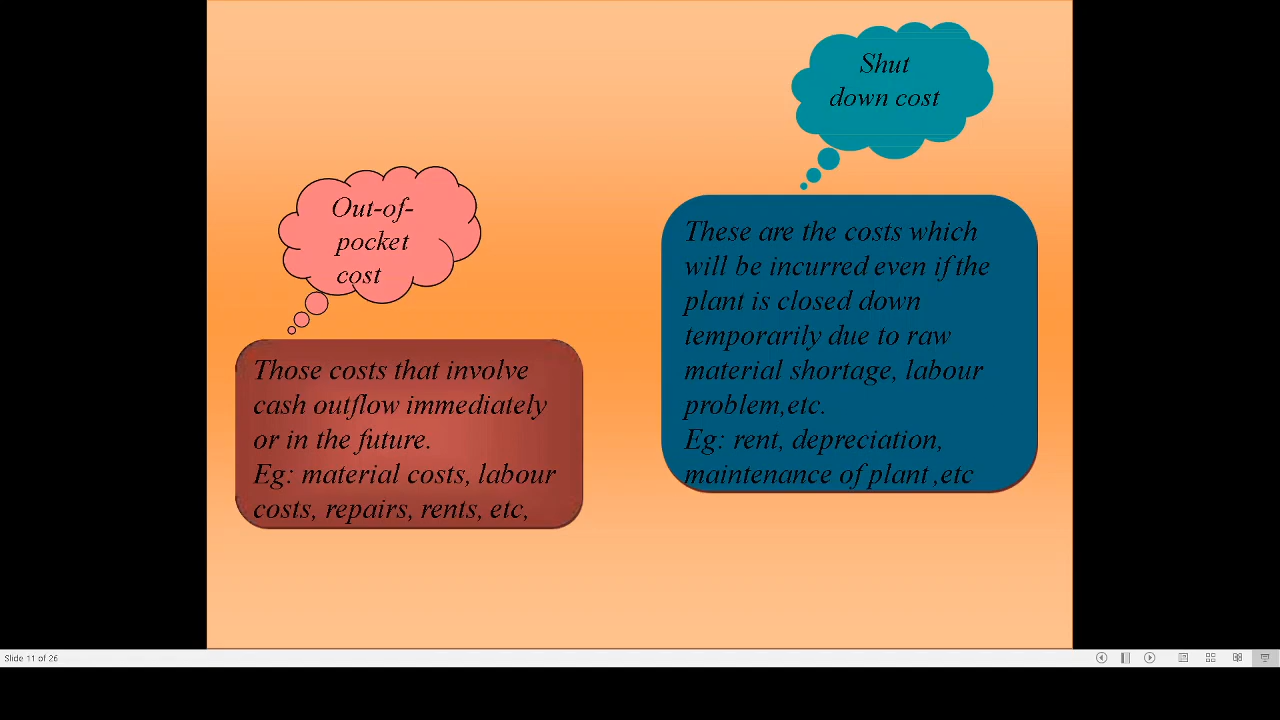 Shut
down cost
These are the costs which
will be incurred even if the
plant is closed down
temporarily due to raw
material shortage, labour
problem,etc.
Eg: rent, depreciation,
maintenance of plant ,etc
Out-of-
pocket
cost
Those costs that involve
cash outflow immediately
or in the future.
Eg: material costs, labour
costs, repairs, rents, etc,
Slide 11 of 26